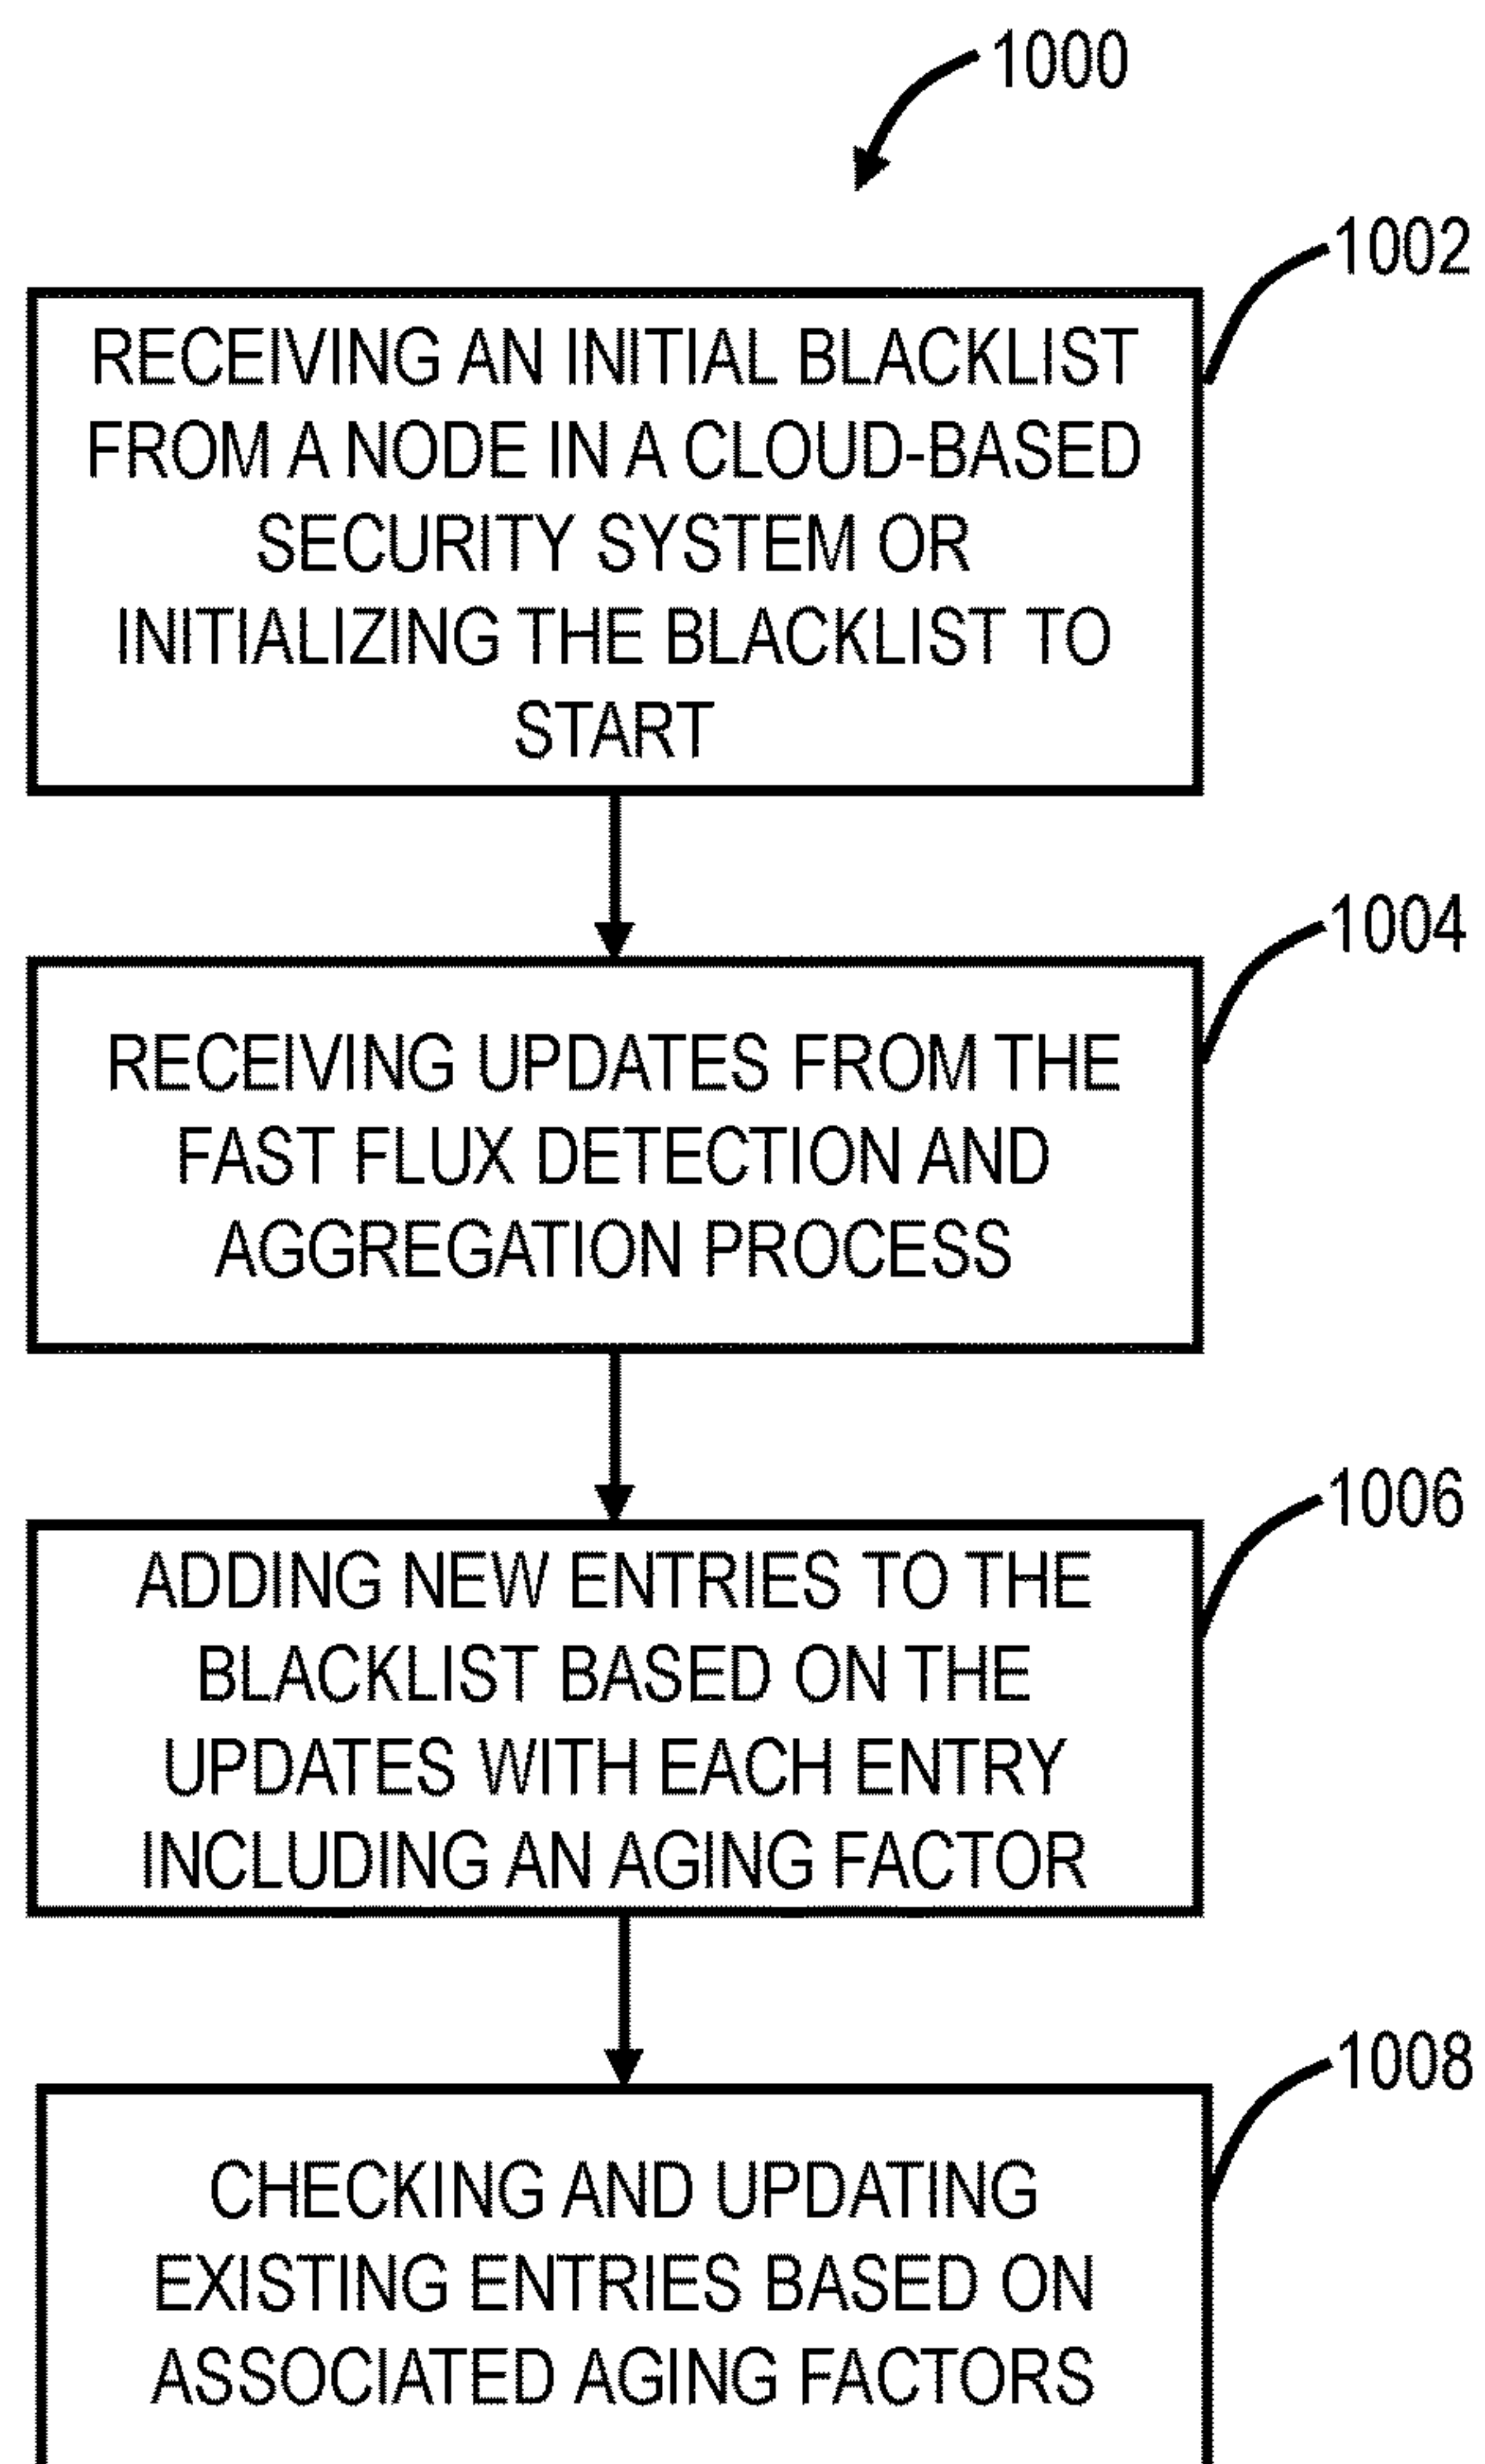 1000
1002
RECEIVING AN INITIAL BLACKLIST
FROM A NODE IN A CLOUD-BASED
SECURITY SYSTEM OR
INITIALIZING THE BLACKLIST TO
START
1004
RECEIVING UPDATES FROM THE
FAST FLUX DETECTION AND
AGGREGATION PROCESS
1006
ADDING NEW ENTRIES TO THE
BLACKLIST BASED ON THE
UPDATES WITH EACH ENTRY
INCLUDING AN AGING FACTOR
1008
CHECKING AND UPDATING
EXISTING ENTRIES BASED ON
ASSOCIATED AGING FACTORS